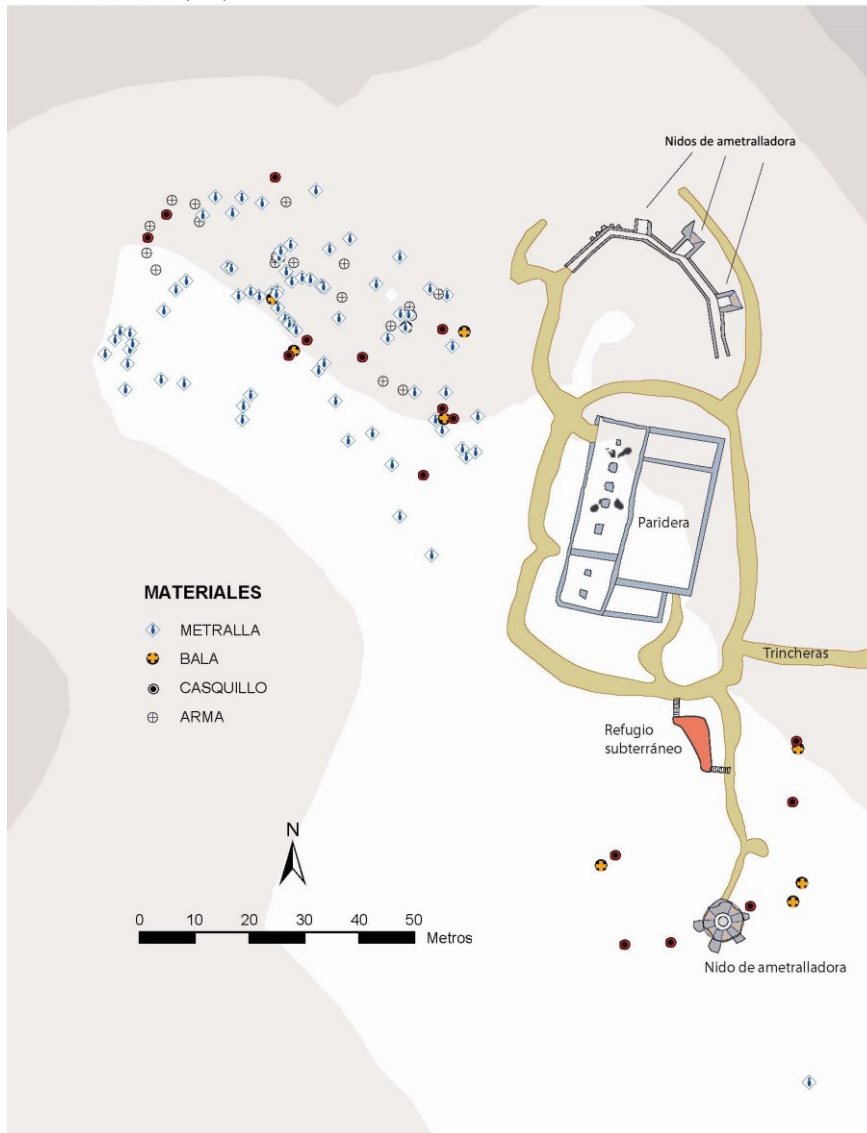 Nidos de ametralladora
Paridera
MATERIALES
METRALLA
BALA
CASQUILLO
ARMA
Trincheras
Refugio
subterráneo
N
0 10 20 30 40 50
Metros
Nido de ametralladora